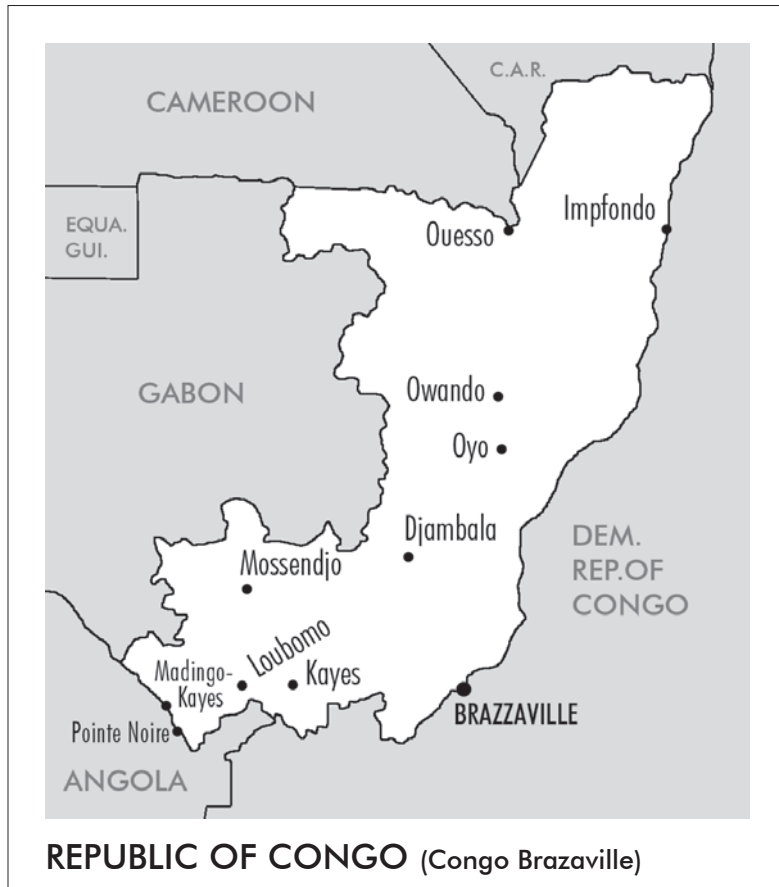 C.A.R.
CAMEROON
EQUA.
GUI.
Impfondo
Ouesso
GABON
Owando
Oyo
Djambala
DEM.
REP.OF
CONGO
Mossendjo
Loubomo
Madingo-
Kayes
Kayes
BRAZZAVILLE
Pointe Noire
ANGOLA
REPUBLIC OF CONGO (Congo Brazaville)